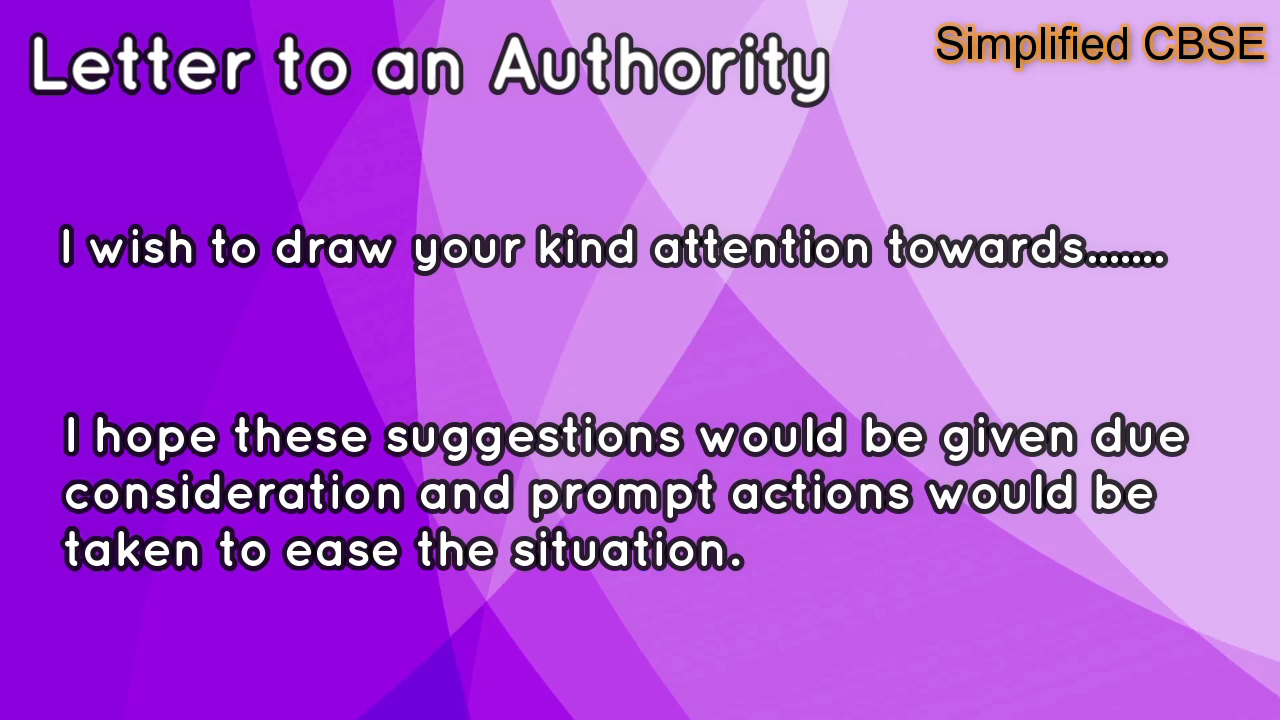 Letter to an Authority
Simplified CBSE
I wish to draw your kind attention towards.......
I hope these suggestions would be given due
consideration and prompt actions would be
taken to ease the situation.